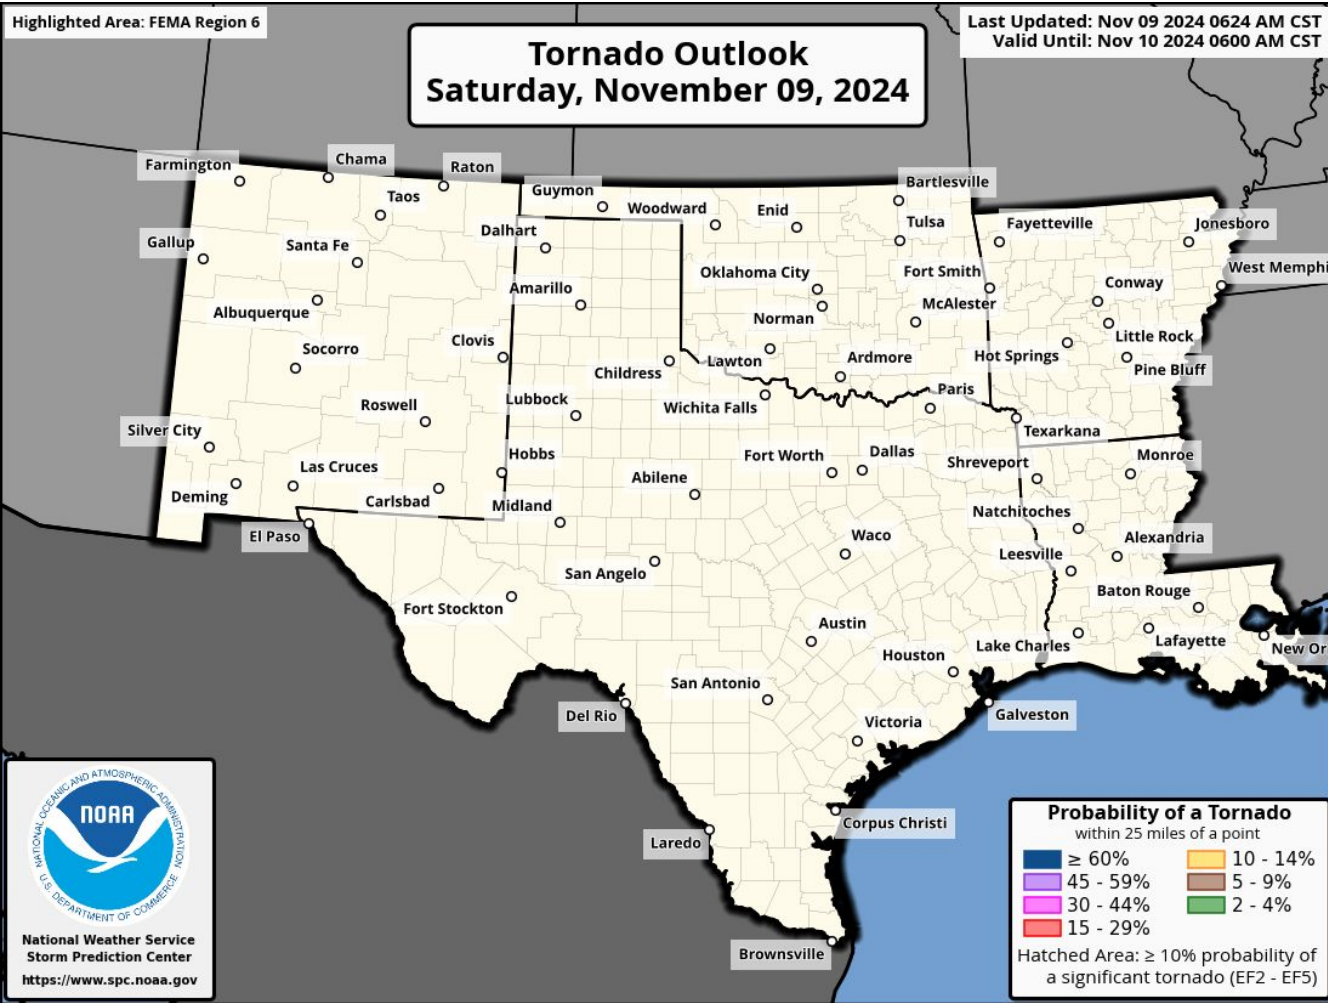 Highlighted Area: FEMA Region 6
Last Updated: Nov 09 2024 0624 AM CST
Valid Until: Nov 10 2024 0600 AM CST
Tornado Outlook
Saturday, November 09, 2024
Farmington
Chama
Raton
Taos
Guymon
Woodward
Enid
Bartlesville
Tulsa
Fayetteville
Jonesboro
Gallup
Santa Fe
Dalhart
Oklahoma City
Fort Smith
West Memphi
Amarillo
Conway
Albuquerque
Norman
McAlester
Socorro
Clovis
Childress
Lawton
Ardmore
Hot Springs
Little Rock
Pine Bluff
Roswell
Lubbock
Wichita Falls
Paris
Silver City
Texarkana
Las Cruces
Hobbs
Abilene
Fort Worth
Dallas
Shreveport
Monroe
Deming
Carlsbad
Midland
Natchitoches
El Paso
Waco
Leesville
Alexandria
San Angelo
Baton Rouge
Fort Stockton
Austin
Lake Charles
Lafayette
New Or
Houston
San Antonio
Del Rio
Victoria
Galveston
Corpus Christi
Laredo
Brownsville
NATIONAL OCEANIC AND ATMOSPHERIC ADMINISTRATION
NOAA
U.S. DEPARTMENT OF COMMERCE
National Weather Service
Storm Prediction Center
https://www.spc.noaa.gov
Probability of a Tornado
within 25 miles of a point
≥ 60%
10 - 14%
45 - 59%
5 - 9%
30 - 44%
2 - 4%
15 - 29%
Hatched Area: ≥ 10% probability of
a significant tornado (EF2 - EF5)